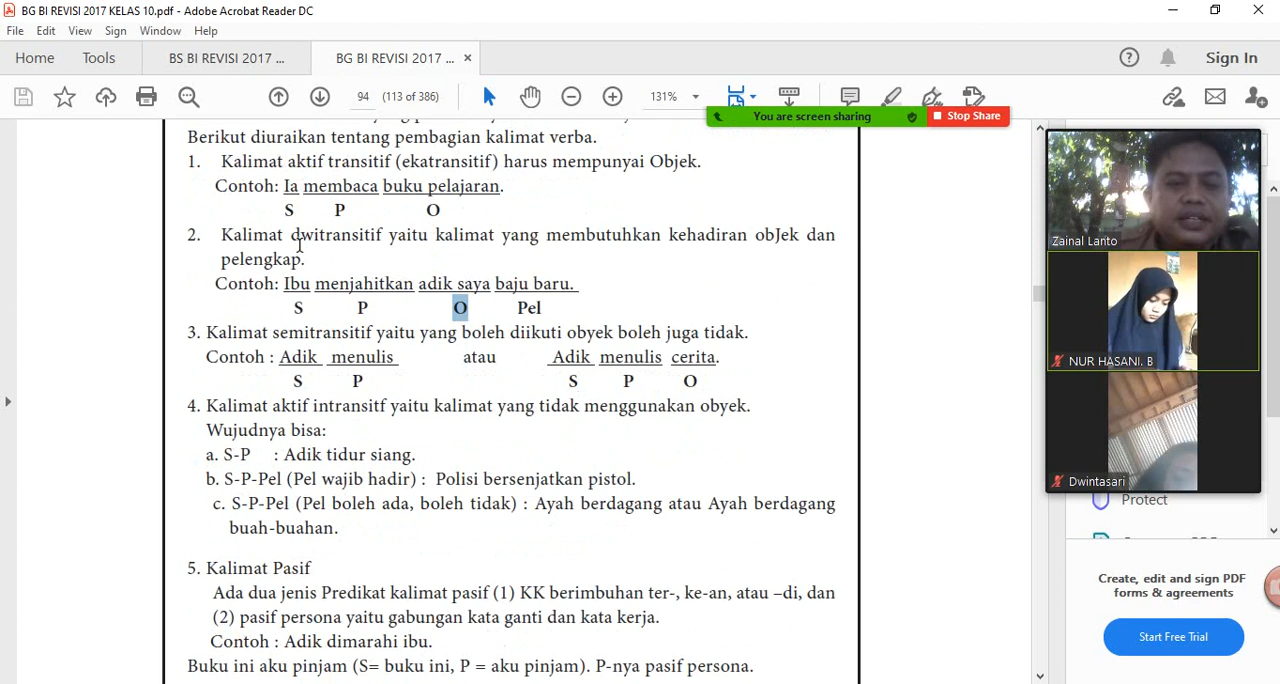 BG BI REVISI 2017 KELAS 10.pdf - Adobe Acrobat Reader DC
File Edit View Sign Window Help
Home Tools BS BI REVISI 2017 ... BG BI REVISI 2017 ... × Sign In
94 (113 of 386) 131%
You are screen sharing Stop Share
Berikut diuraikan tentang pembagian kalimat verba.
1. Kalimat aktif transitif (ekatransitif) harus mempunyai Objek.
Contoh: Ia membaca buku pelajaran.
S P O
2. Kalimat dwitransitif yaitu kalimat yang membutuhkan kehadiran obJek dan
pelengkap.
Contoh: Ibu menjahitkan adik saya baju baru.
S P O Pel
3. Kalimat semitransitif yaitu yang boleh diikuti obyek boleh juga tidak.
Contoh : Adik menulis atau Adik menulis cerita.
S P S P O
4. Kalimat aktif intransitf yaitu kalimat yang tidak menggunakan obyek.
Wujudnya bisa:
a. S-P : Adik tidur siang.
b. S-P-Pel (Pel wajib hadir) : Polisi bersenjatkan pistol.
c. S-P-Pel (Pel boleh ada, boleh tidak) : Ayah berdagang atau Ayah berdagang
buah-buahan.
5. Kalimat Pasif
Ada dua jenis Predikat kalimat pasif (1) KK berimbuhan ter-, ke-an, atau –di, dan
(2) pasif persona yaitu gabungan kata ganti dan kata kerja.
Contoh : Adik dimarahi ibu.
Buku ini aku pinjam (S= buku ini, P = aku pinjam). P-nya pasif persona.
Zainal Lanto
NUR HASANI. B
Dwintasari
Protect
Create, edit and sign PDF
forms & agreements
Start Free Trial